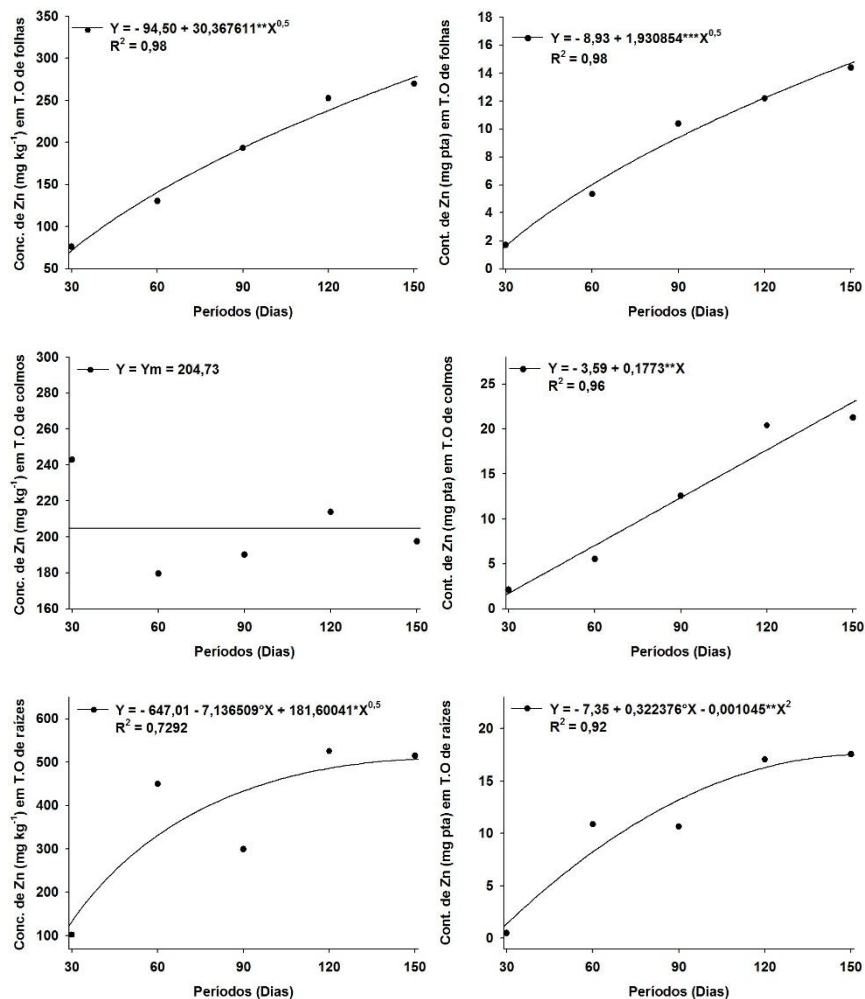 Y = - 94,50 + 30,367611**X^0,5
R² = 0,98
Conc. de Zn (mg kg⁻¹) em T.O de folhas
350
300
250
200
150
100
50
30 60 90 120 150
Períodos (Dias)
Y = - 8,93 + 1,930854***X^0,5
R² = 0,98
Cont. de Zn (mg pta) em T.O de folhas
18
16
14
12
10
8
6
4
2
0
30 60 90 120 150
Períodos (Dias)
Y = Ym = 204,73
Conc. de Zn (mg kg⁻¹) em T.O de colmos
300
280
260
240
220
200
180
160
30 60 90 120 150
Períodos (Dias)
Y = - 3,59 + 0,1773**X
R² = 0,96
Cont. de Zn (mg pta) em T.O de colmos
25
20
15
10
5
0
30 60 90 120 150
Períodos (Dias)
Y = - 647,01 - 7,136509°X + 181,60041*X^0,5
R² = 0,7292
Conc. de Zn (mg kg⁻¹) em T.O de raízes
600
500
400
300
200
100
30 60 90 120 150
Períodos (Dias)
Y = - 7,35 + 0,322376°X - 0,001045**X²
R² = 0,92
Cont. de Zn (mg pta) em T.O de raízes
20
15
10
5
0
30 60 90 120 150
Períodos (Dias)